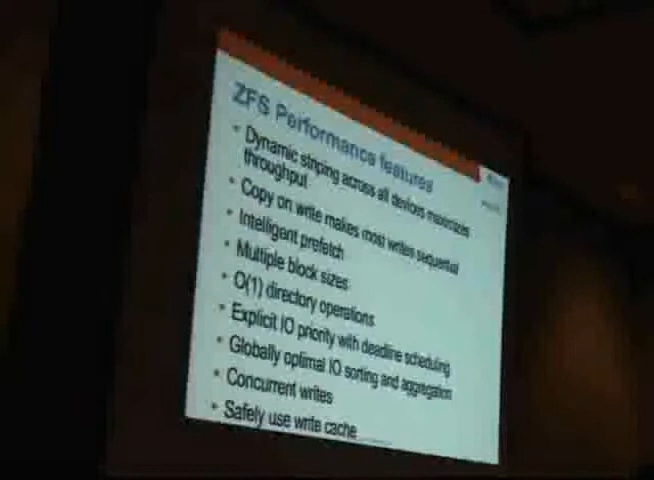 ZFS Performance features
• Dynamic striping across all devices maximizes
throughput
• Copy on write makes most writes sequential
• Intelligent prefetch
• Multiple block sizes
• O(1) directory operations
• Explicit IO priority with deadline scheduling
• Globally optimal IO sorting and aggregation
• Concurrent writes
• Safely use write cache